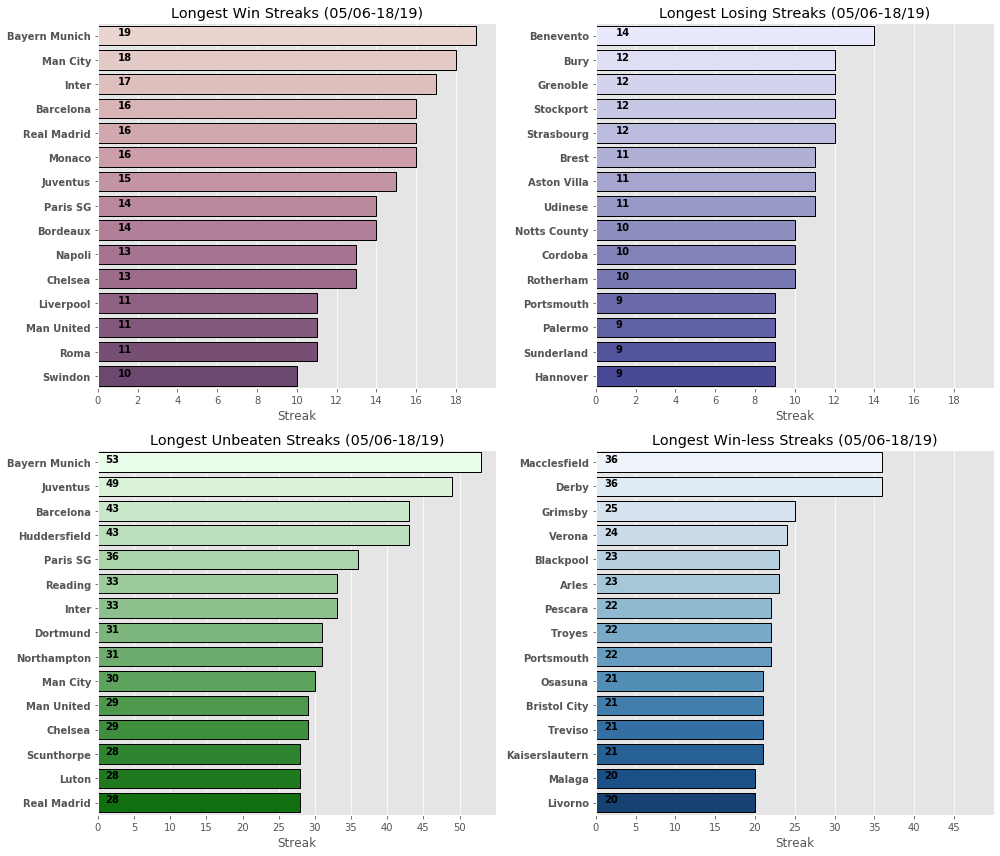 Longest Win Streaks (05/06-18/19)
Bayern Munich 19
Man City 18
Inter 17
Barcelona 16
Real Madrid 16
Monaco 16
Juventus 15
Paris SG 14
Bordeaux 14
Napoli 13
Chelsea 13
Liverpool 11
Man United 11
Roma 11
Swindon 10
0 2 4 6 8 10 12 14 16 18
Streak
Longest Losing Streaks (05/06-18/19)
Benevento 14
Bury 12
Grenoble 12
Stockport 12
Strasbourg 12
Brest 11
Aston Villa 11
Udinese 11
Notts County 10
Cordoba 10
Rotherham 10
Portsmouth 9
Palermo 9
Sunderland 9
Hannover 9
0 2 4 6 8 10 12 14 16 18
Streak
Longest Unbeaten Streaks (05/06-18/19)
Bayern Munich 53
Juventus 49
Barcelona 43
Huddersfield 43
Paris SG 36
Reading 33
Inter 33
Dortmund 31
Northampton 31
Man City 30
Man United 29
Chelsea 29
Scunthorpe 28
Luton 28
Real Madrid 28
0 5 10 15 20 25 30 35 40 45 50
Streak
Longest Win-less Streaks (05/06-18/19)
Macclesfield 36
Derby 36
Grimsby 25
Verona 24
Blackpool 23
Arles 23
Pescara 22
Troyes 22
Portsmouth 22
Osasuna 21
Bristol City 21
Treviso 21
Kaiserslautern 21
Malaga 20
Livorno 20
0 5 10 15 20 25 30 35 40 45
Streak